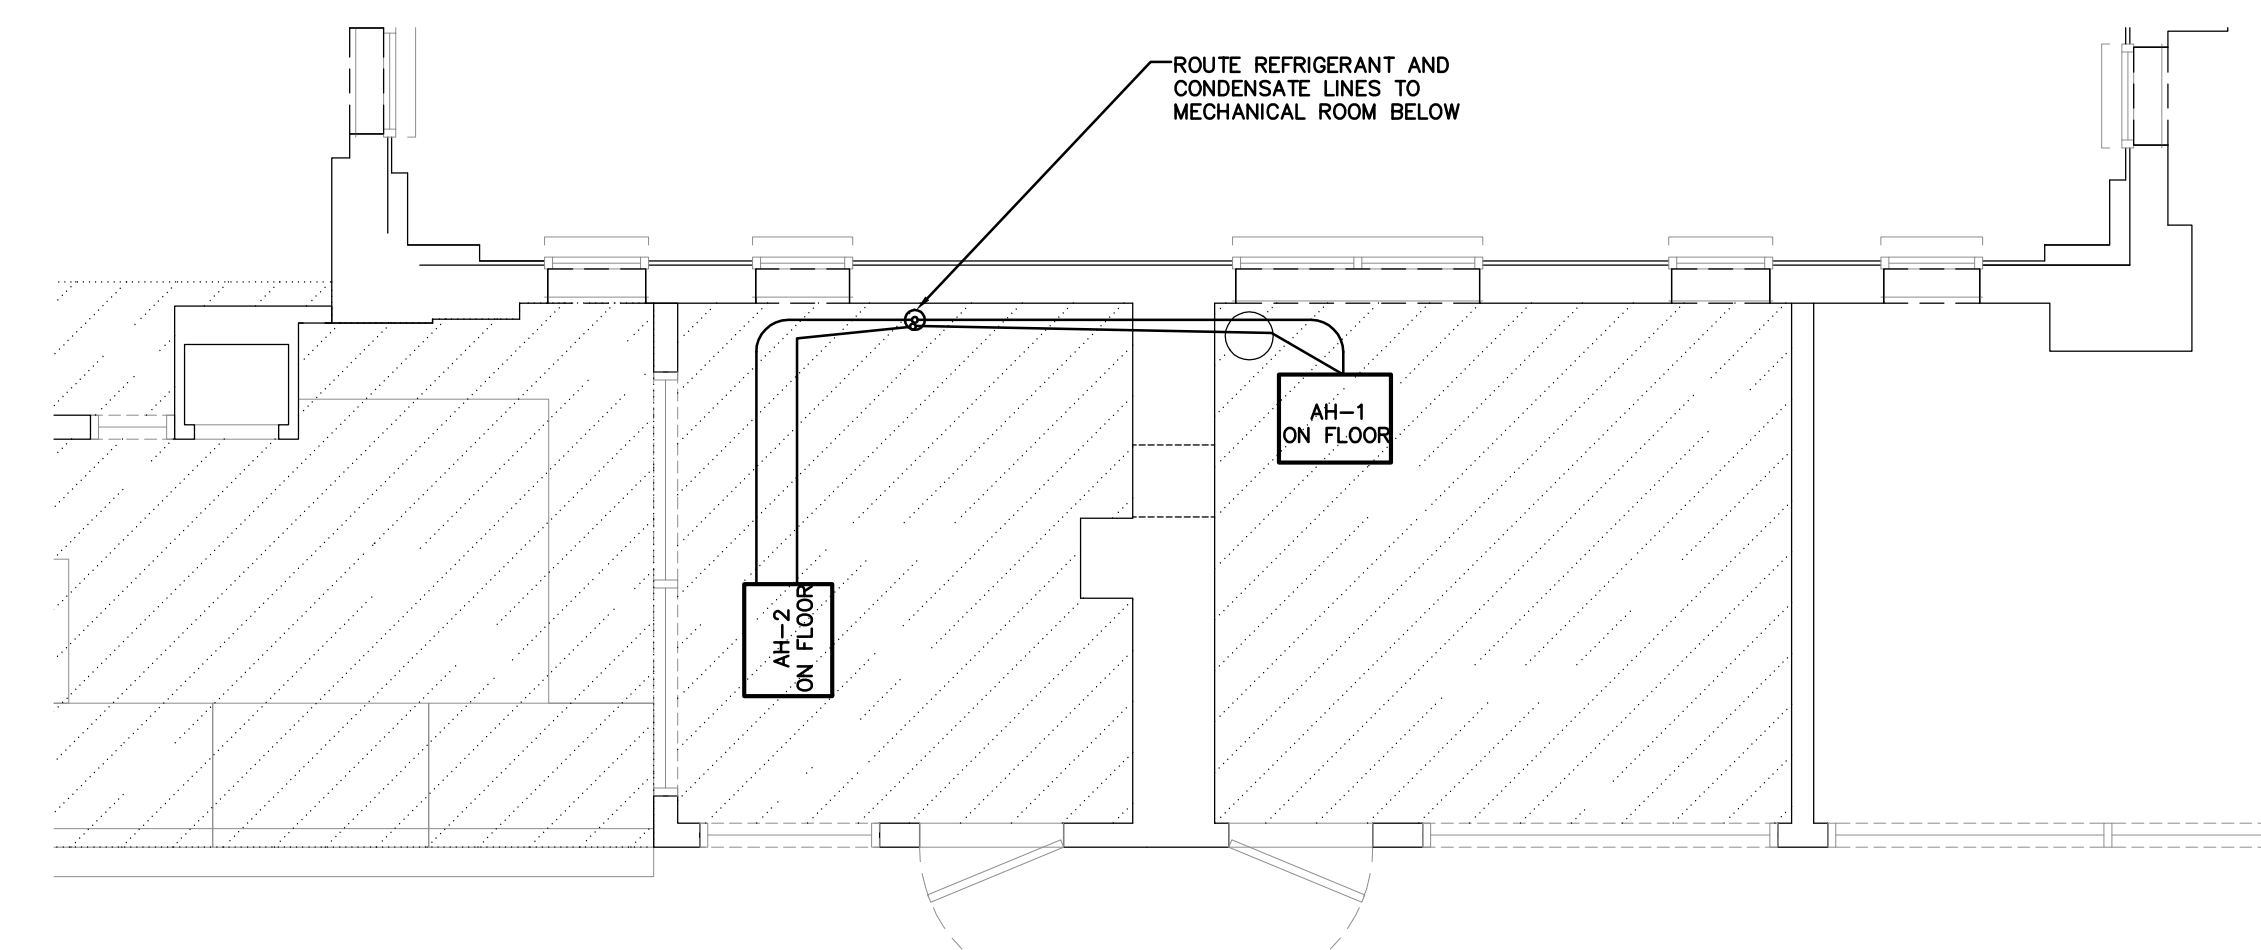 ROUTE REFRIGERANT AND
CONDENSATE LINES TO
MECHANICAL ROOM BELOW
AH-1
ON FLOOR
AH-2
ON FLOOR